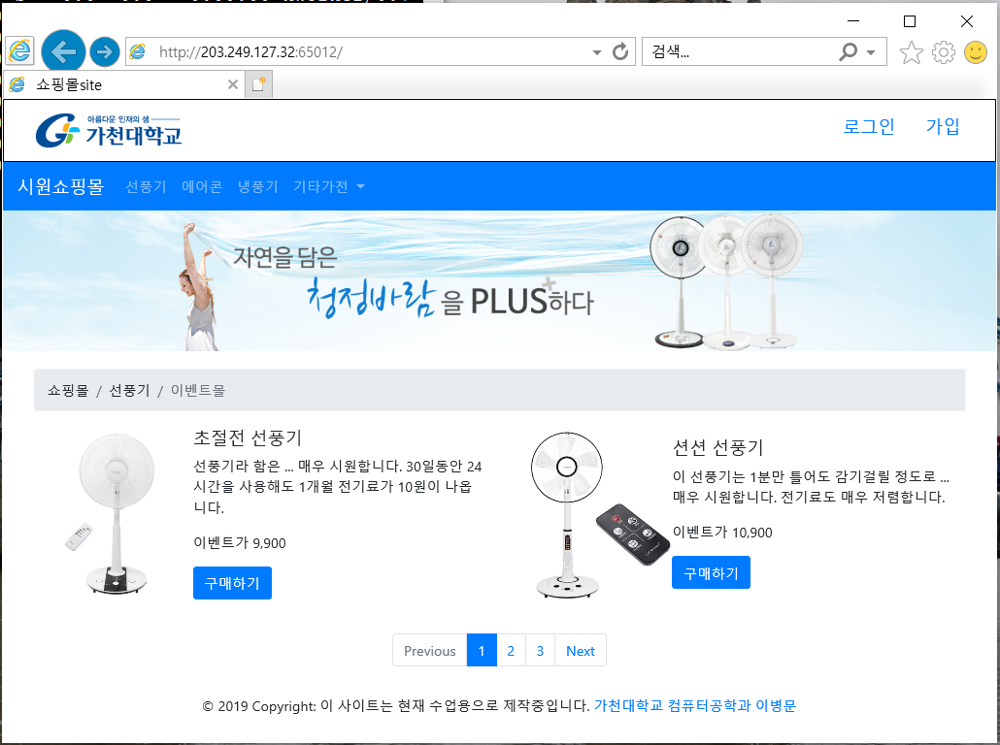 http://203.249.127.32:65012/
검색...
쇼핑몰site
아름다운 인재의 샘
가천대학교
로그인 가입
시원쇼핑몰 선풍기 에어콘 냉풍기 기타가전
자연을 담은
청정바람을 PLUS+하다
쇼핑몰 / 선풍기 / 이벤트몰
초절전 선풍기
선풍기라 함은 ... 매우 시원합니다. 30일동안 24
시간을 사용해도 1개월 전기료가 10원이 나옵
니다.
이벤트가 9,900
구매하기
션션 선풍기
이 선풍기는 1분만 틀어도 감기걸릴 정도로 ...
매우 시원합니다. 전기료도 매우 저렴합니다.
이벤트가 10,900
구매하기
Previous 1 2 3 Next
© 2019 Copyright: 이 사이트는 현재 수업용으로 제작중입니다. 가천대학교 컴퓨터공학과 이병문